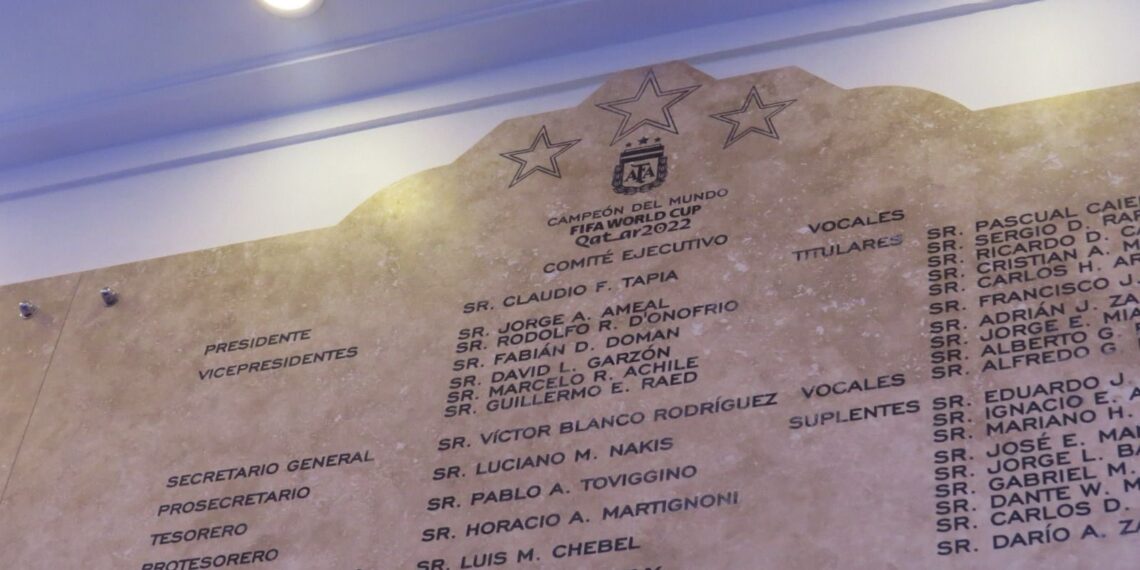 AFA
CAMPEÓN DEL MUNDO
FIFA WORLD CUP
Qatar2022
COMITÉ EJECUTIVO
PRESIDENTE
SR. CLAUDIO F. TAPIA
VICEPRESIDENTES
SR. JORGE A. AMEAL
SR. RODOLFO R. D'ONOFRIO
SR. FABIÁN D. DOMAN
SR. DAVID L. GARZÓN
SR. MARCELO R. ACHILE
SR. GUILLERMO E. RAED
SECRETARIO GENERAL
SR. VÍCTOR BLANCO RODRÍGUEZ
PROSECRETARIO
SR. LUCIANO M. NAKIS
TESORERO
SR. PABLO A. TOVIGGINO
PROTESORERO
SR. HORACIO A. MARTIGNONI
SR. LUIS M. CHEBEL
VOCALES
TITULARES
SR. PASCUAL
SR. SERGIO D.
SR. RICARDO D.
SR. CRISTIAN A.
SR. CARLOS H.
SR. FRANCISCO J.
SR. ADRIÁN J.
SR. JORGE E.
SR. ALBERTO G.
SR. ALFREDO G.
VOCALES
SUPLENTES
SR. EDUARDO J.
SR. IGNACIO E.
SR. MARIANO H.
SR. JOSÉ E.
SR. JORGE L.
SR. GABRIEL M.
SR. DANTE W.
SR. CARLOS D.
SR. DARÍO A.